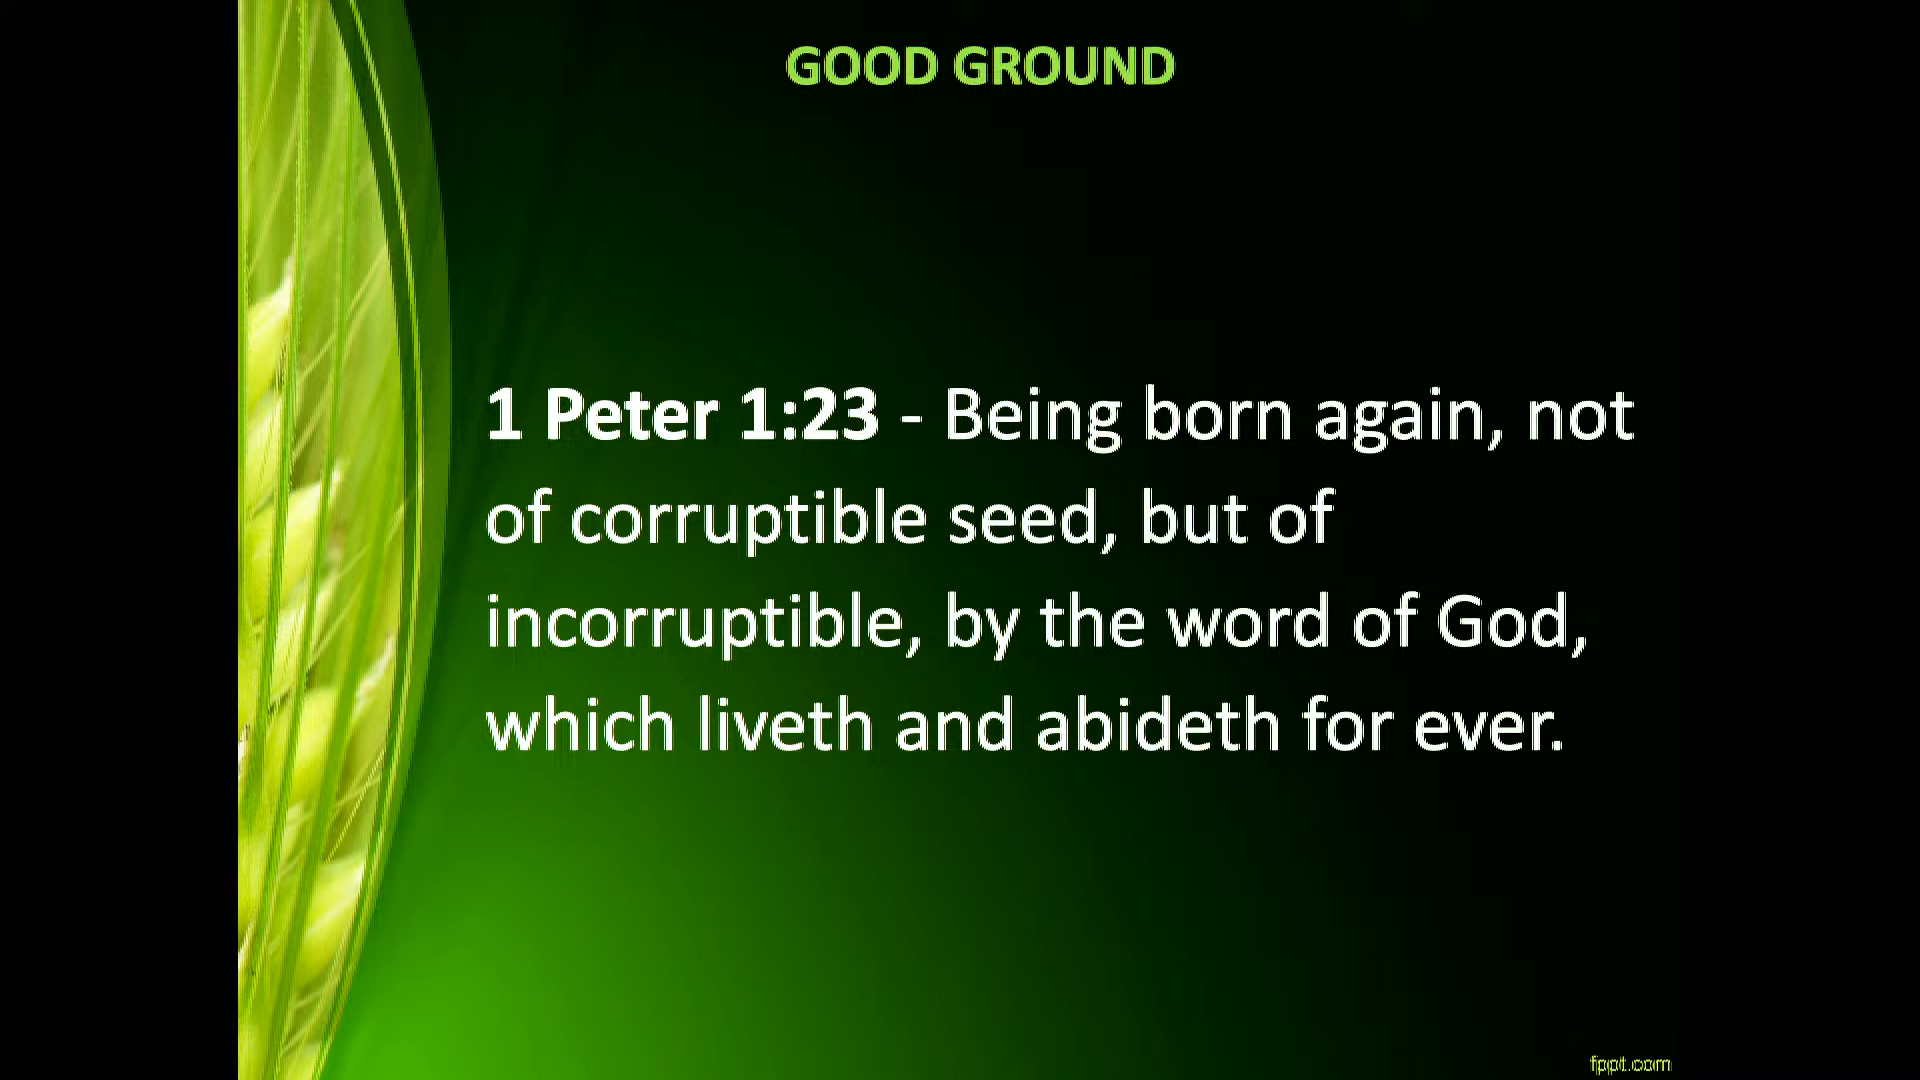 GOOD GROUND
1 Peter 1:23 - Being born again, not
of corruptible seed, but of
incorruptible, by the word of God,
which liveth and abideth for ever.
fppt.com